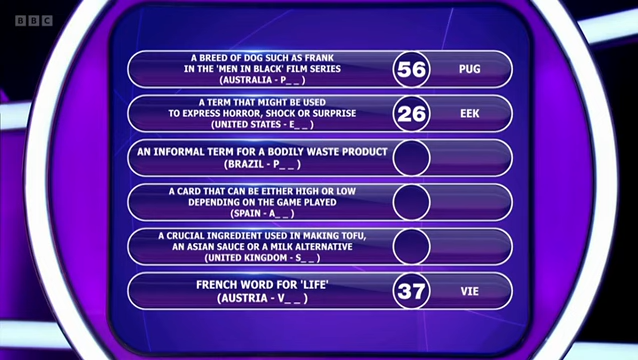 BBC
A BREED OF DOG SUCH AS FRANK
IN THE 'MEN IN BLACK' FILM SERIES
(AUSTRALIA - P_ _ )
56
PUG
A TERM THAT MIGHT BE USED
TO EXPRESS HORROR, SHOCK OR SURPRISE
(UNITED STATES - E_ _ )
26
EEK
AN INFORMAL TERM FOR A BODILY WASTE PRODUCT
(BRAZIL - P_ _ )
A CARD THAT CAN BE EITHER HIGH OR LOW
DEPENDING ON THE GAME PLAYED
(SPAIN - A_ _ )
A CRUCIAL INGREDIENT USED IN MAKING TOFU,
AN ASIAN SAUCE OR A MILK ALTERNATIVE
(UNITED KINGDOM - S_ _ )
FRENCH WORD FOR 'LIFE'
(AUSTRIA - V_ _ )
37
VIE